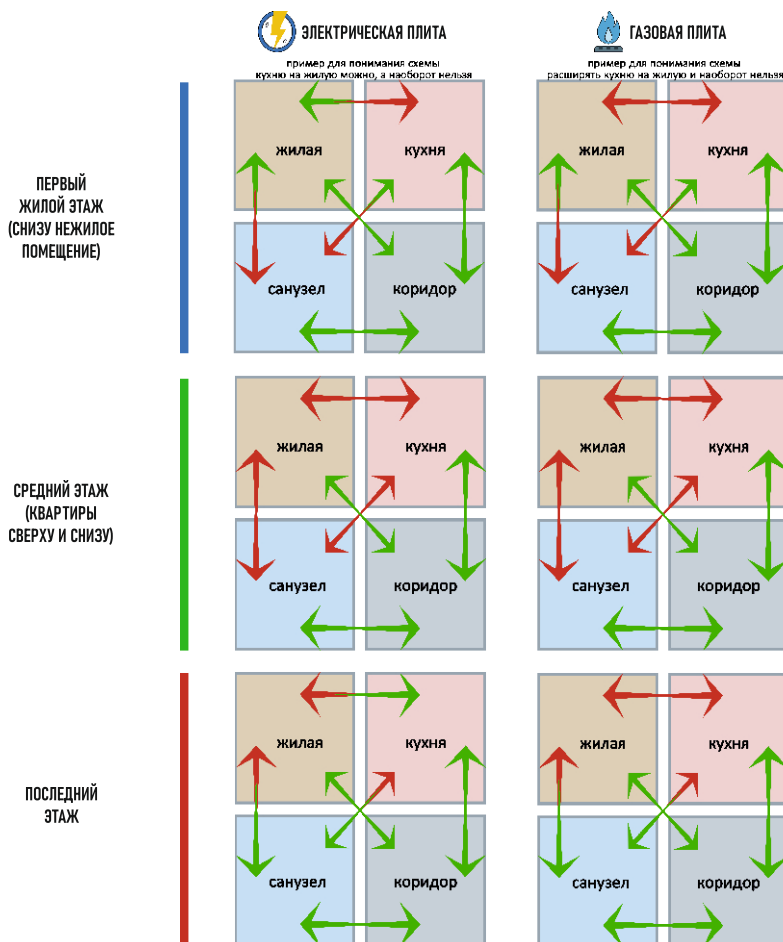 ЭЛЕКТРИЧЕСКАЯ ПЛИТА
ГАЗОВАЯ ПЛИТА
пример для понимания схемы
кухню на жилую можно, а наоборот нельзя
пример для понимания схемы
расширять кухню на жилую и наоборот нельзя
ПЕРВЫЙ
ЖИЛОЙ ЭТАЖ
(СНИЗУ НЕЖИЛОЕ
ПОМЕЩЕНИЕ)
жилая
кухня
санузел
коридор
жилая
кухня
санузел
коридор
СРЕДНИЙ ЭТАЖ
(КВАРТИРЫ
СВЕРХУ И СНИЗУ)
жилая
кухня
санузел
коридор
жилая
кухня
санузел
коридор
ПОСЛЕДНИЙ
ЭТАЖ
жилая
кухня
санузел
коридор
жилая
кухня
санузел
коридор